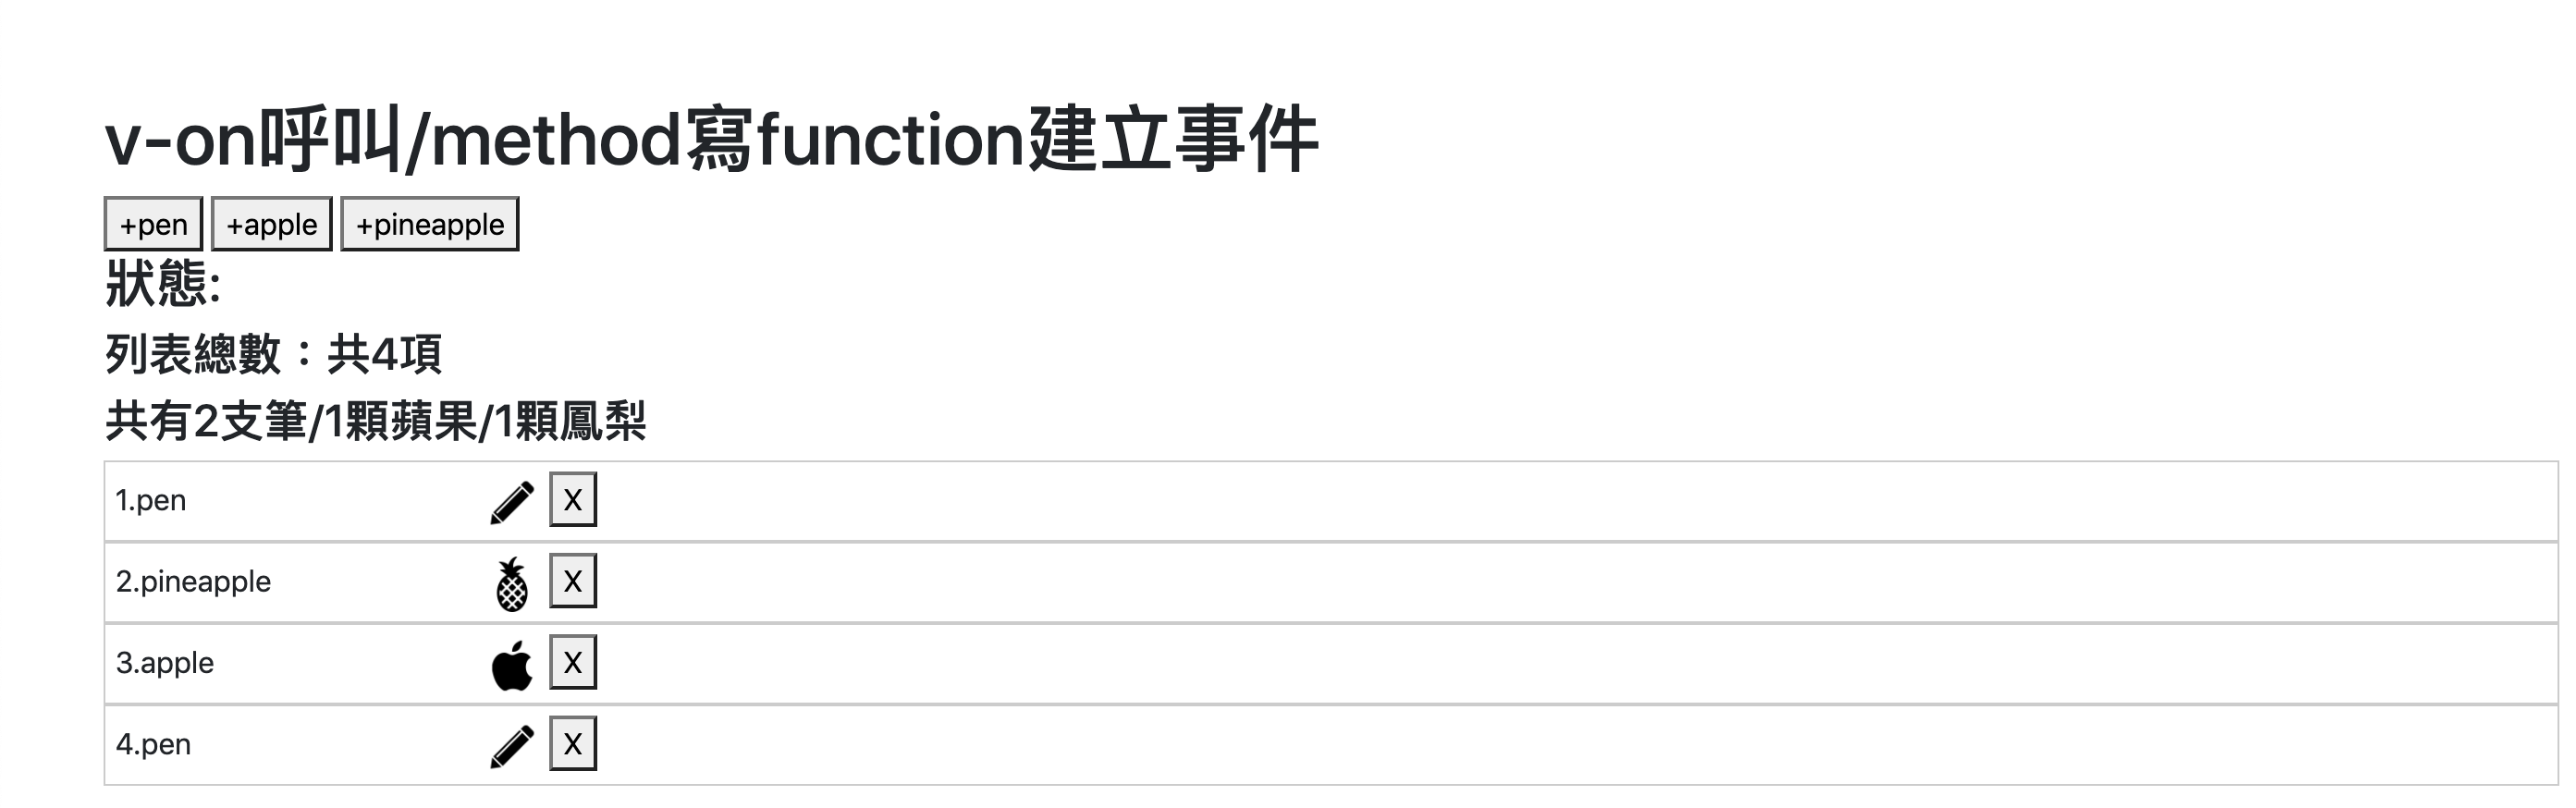 v-on呼叫/method寫function建立事件
+pen +apple +pineapple
狀態:
列表總數：共4項
共有2支筆/1顆蘋果/1顆鳳梨
1.pen X
2.pineapple X
3.apple X
4.pen X